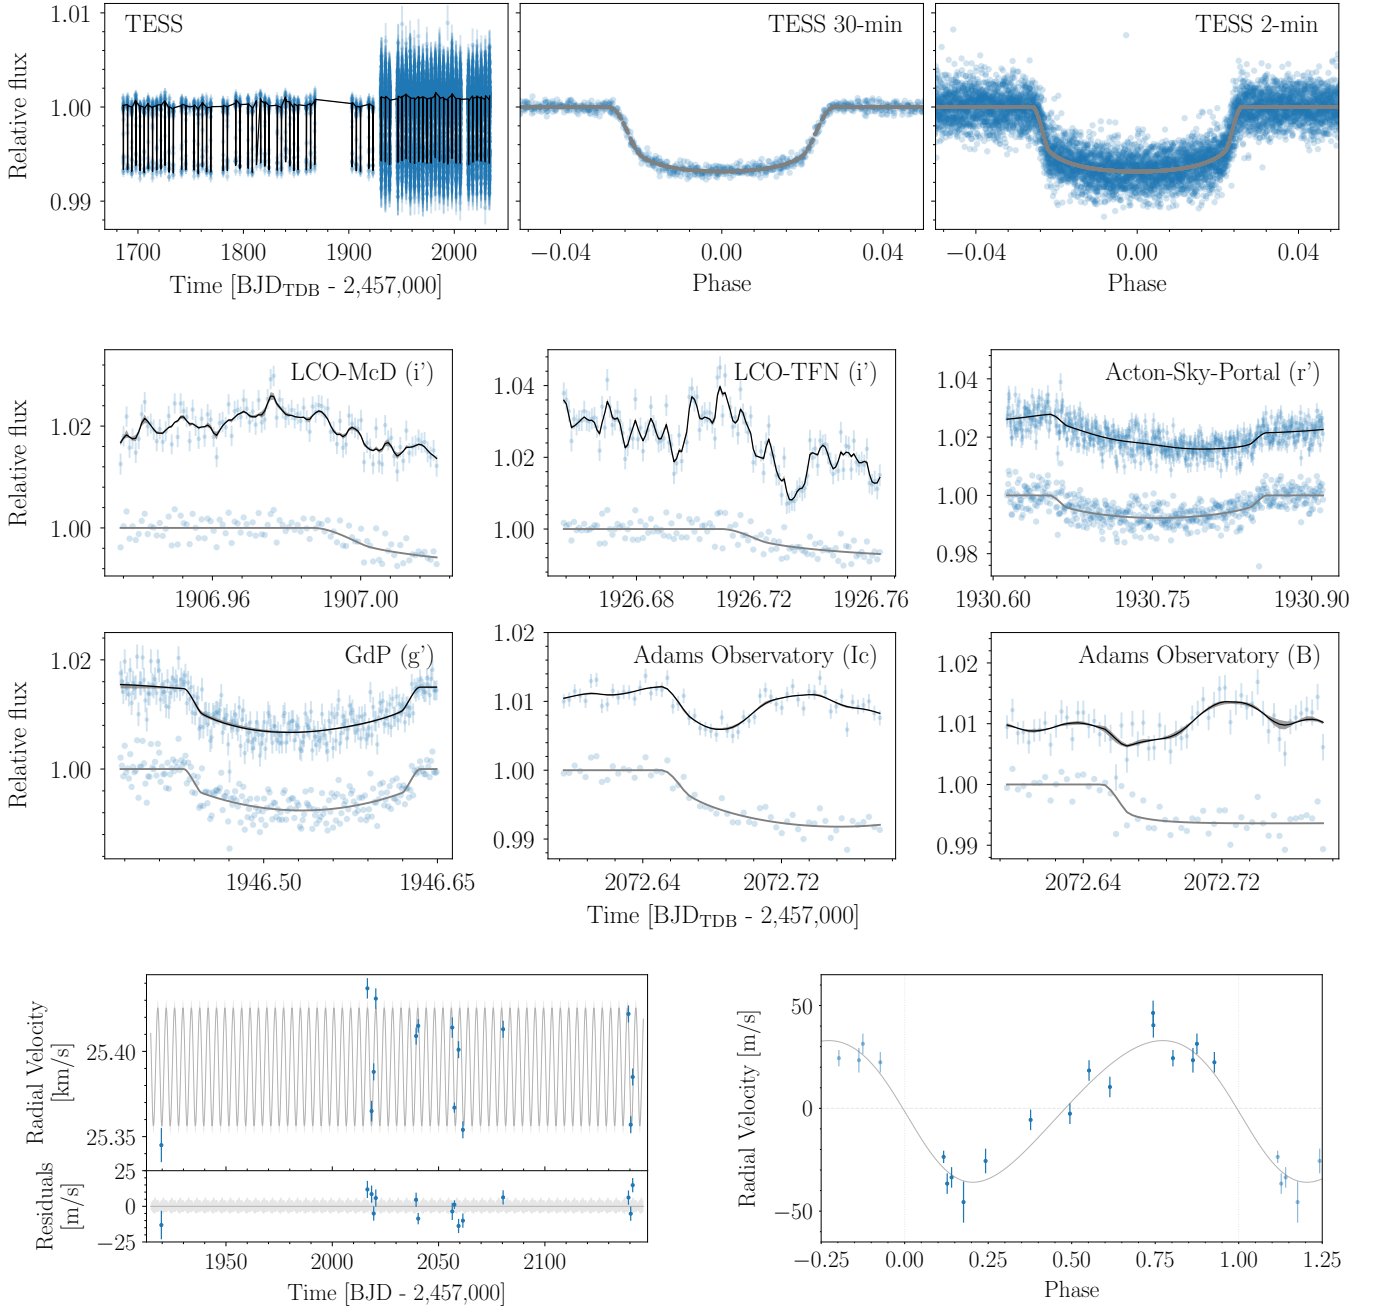 TESS
TESS 30-min
TESS 2-min
Relative flux
1.01
1.00
0.99
1700 1800 1900 2000
−0.04 0.00 0.04
−0.04 0.00 0.04
Time [BJD_TDB - 2,457,000]
Phase
Phase
LCO-McD (i')
LCO-TFN (i')
Acton-Sky-Portal (r')
Relative flux
1.02
1.00
1.04
1.02
1.00
1.04
1.02
1.00
0.98
1906.96 1907.00
1926.68 1926.72 1926.76
1930.60 1930.75 1930.90
GdP (g')
Adams Observatory (Ic)
Adams Observatory (B)
Relative flux
1.02
1.00
1.02
1.01
1.00
0.99
1.02
1.01
1.00
0.99
1946.50 1946.65
2072.64 2072.72
2072.64 2072.72
Time [BJD_TDB - 2,457,000]
Radial Velocity
[km/s]
25.40
25.35
Residuals
[m/s]
25
0
−25
1950 2000 2050 2100
Time [BJD - 2,457,000]
Radial Velocity [m/s]
50
0
−50
−0.25 0.00 0.25 0.50 0.75 1.00 1.25
Phase